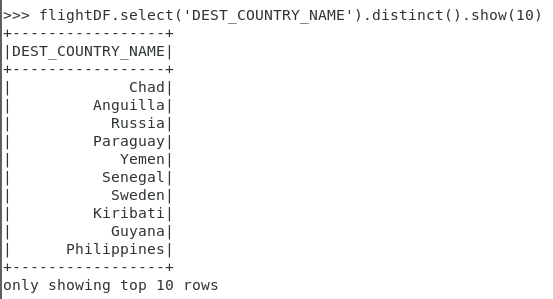 >>> flightDF.select('DEST_COUNTRY_NAME').distinct().show(10)
+-----------------+
|DEST_COUNTRY_NAME|
+-----------------+
|             Chad|
|         Anguilla|
|           Russia|
|         Paraguay|
|            Yemen|
|          Senegal|
|           Sweden|
|         Kiribati|
|           Guyana|
|      Philippines|
+-----------------+
only showing top 10 rows